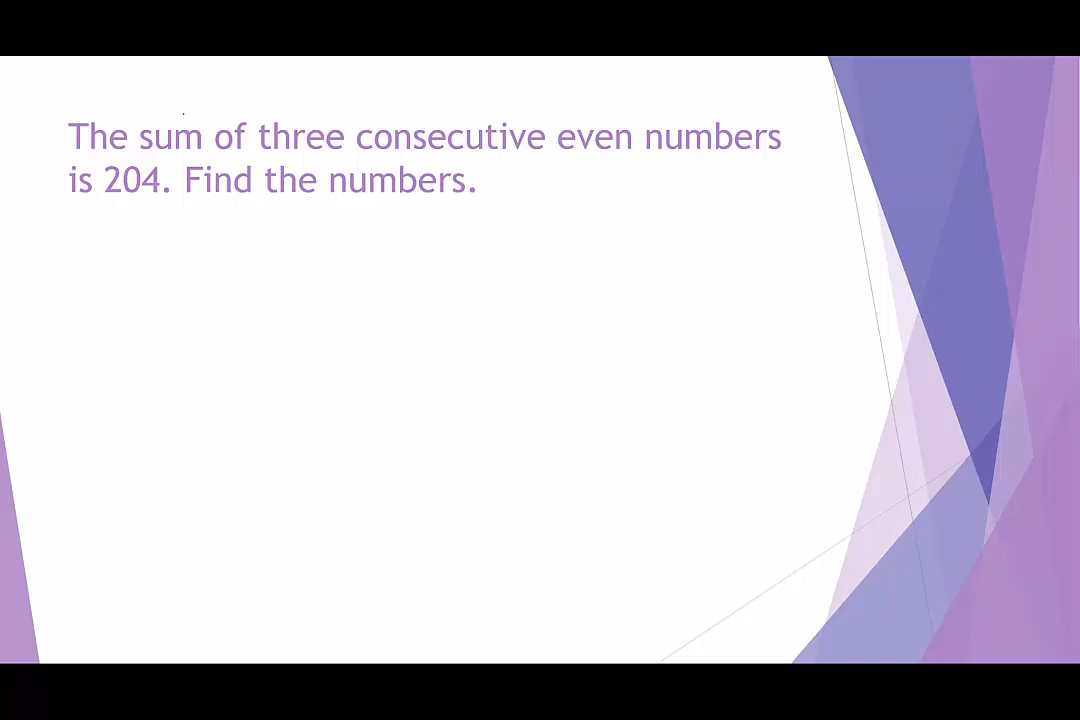 The sum of three consecutive even numbers
is 204. Find the numbers.